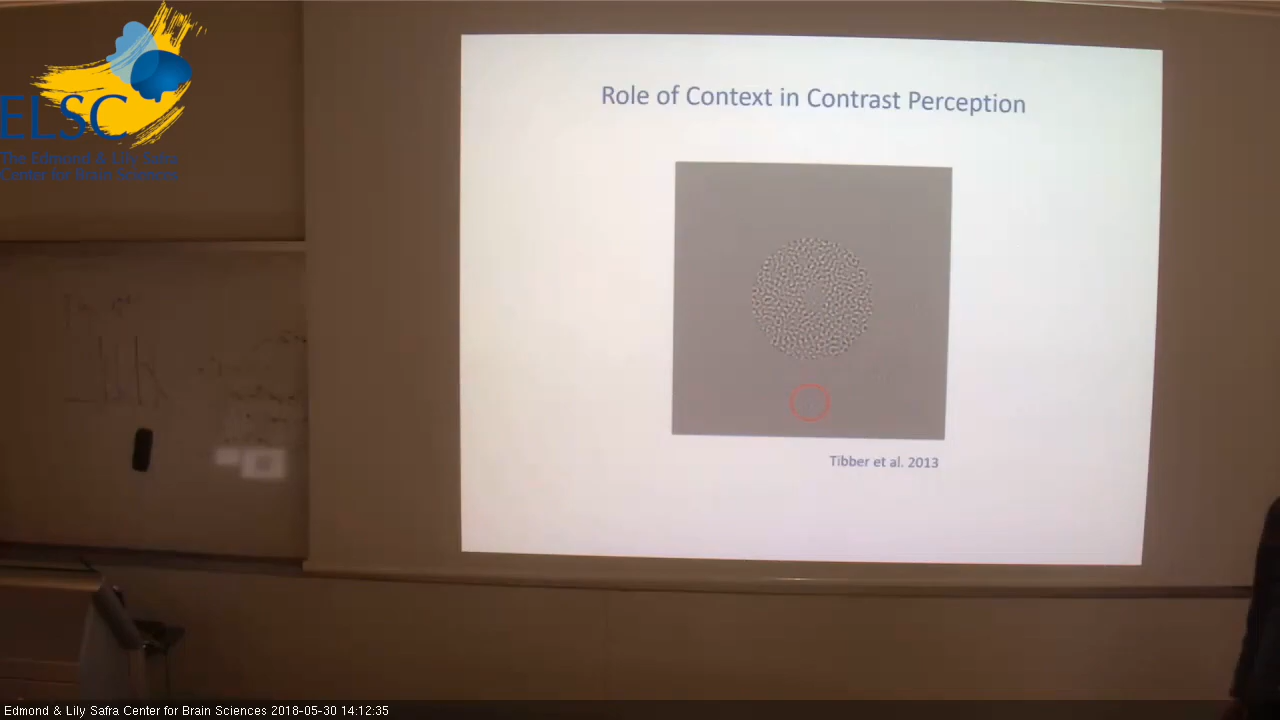 ELSC
The Edmond & Lily Safra
Center for Brain Sciences
Role of Context in Contrast Perception
Tibber et al. 2013
Edmond & Lily Safra Center for Brain Sciences 2018-05-30 14:12:35